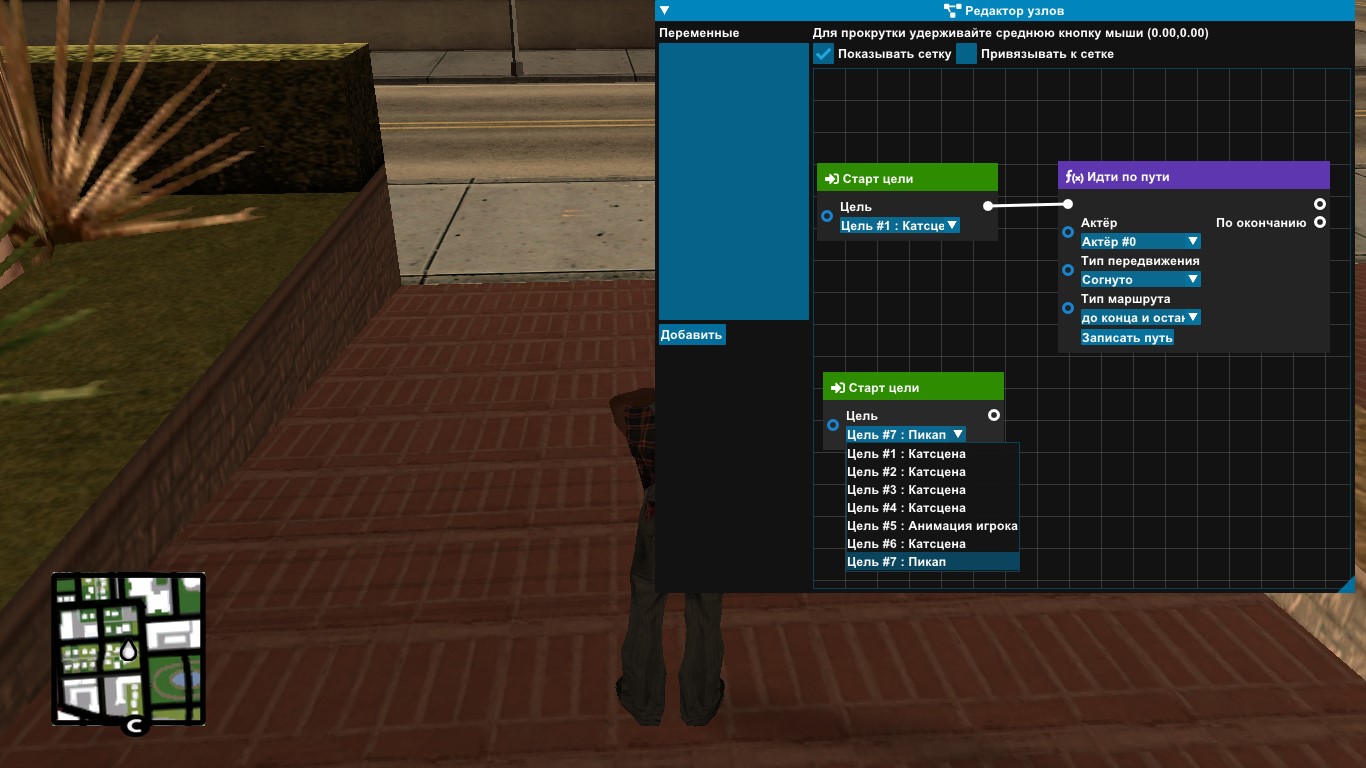 Редактор узлов
Переменные
Для прокрутки удерживайте среднюю кнопку мыши (0.00,0.00)
Показывать сетку
Привязывать к сетке
Добавить
Старт цели
Цель
Цель #1 : Катсце
f(x) Идти по пути
Актёр
По окончанию
Актёр #0
Тип передвижения
Согнуто
Тип маршрута
до конца и остан
Записать путь
Старт цели
Цель
Цель #7 : Пикап
Цель #1 : Катсцена
Цель #2 : Катсцена
Цель #3 : Катсцена
Цель #4 : Катсцена
Цель #5 : Анимация игрока
Цель #6 : Катсцена
Цель #7 : Пикап
C